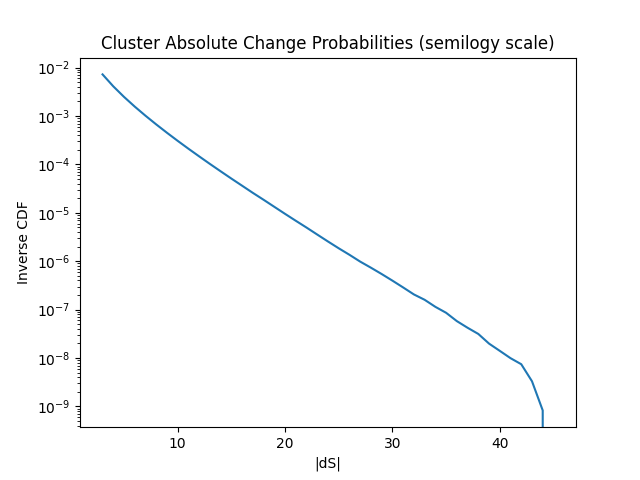 Cluster Absolute Change Probabilities (semilogy scale)
10⁻²
10⁻³
10⁻⁴
10⁻⁵
10⁻⁶
10⁻⁷
10⁻⁸
10⁻⁹
Inverse CDF
10 20 30 40
|dS|